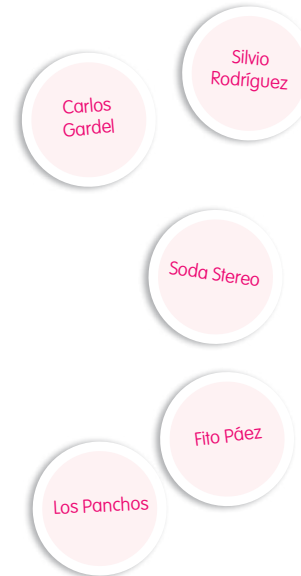 Silvio
Rodríguez
Carlos
Gardel
Soda Stereo
Fito Páez
Los Panchos